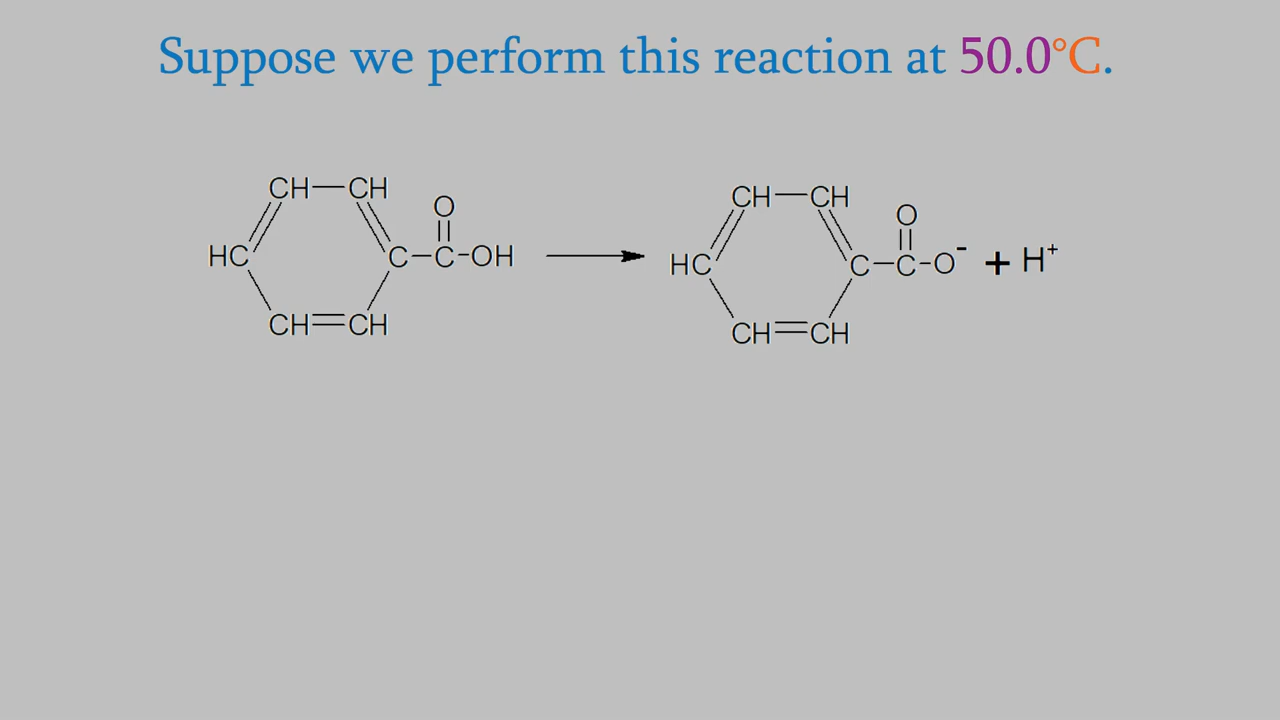 Suppose we perform this reaction at 50.0°C.
CH CH O HC C C OH CH CH
CH CH O HC C C O⁻ + H⁺ CH CH